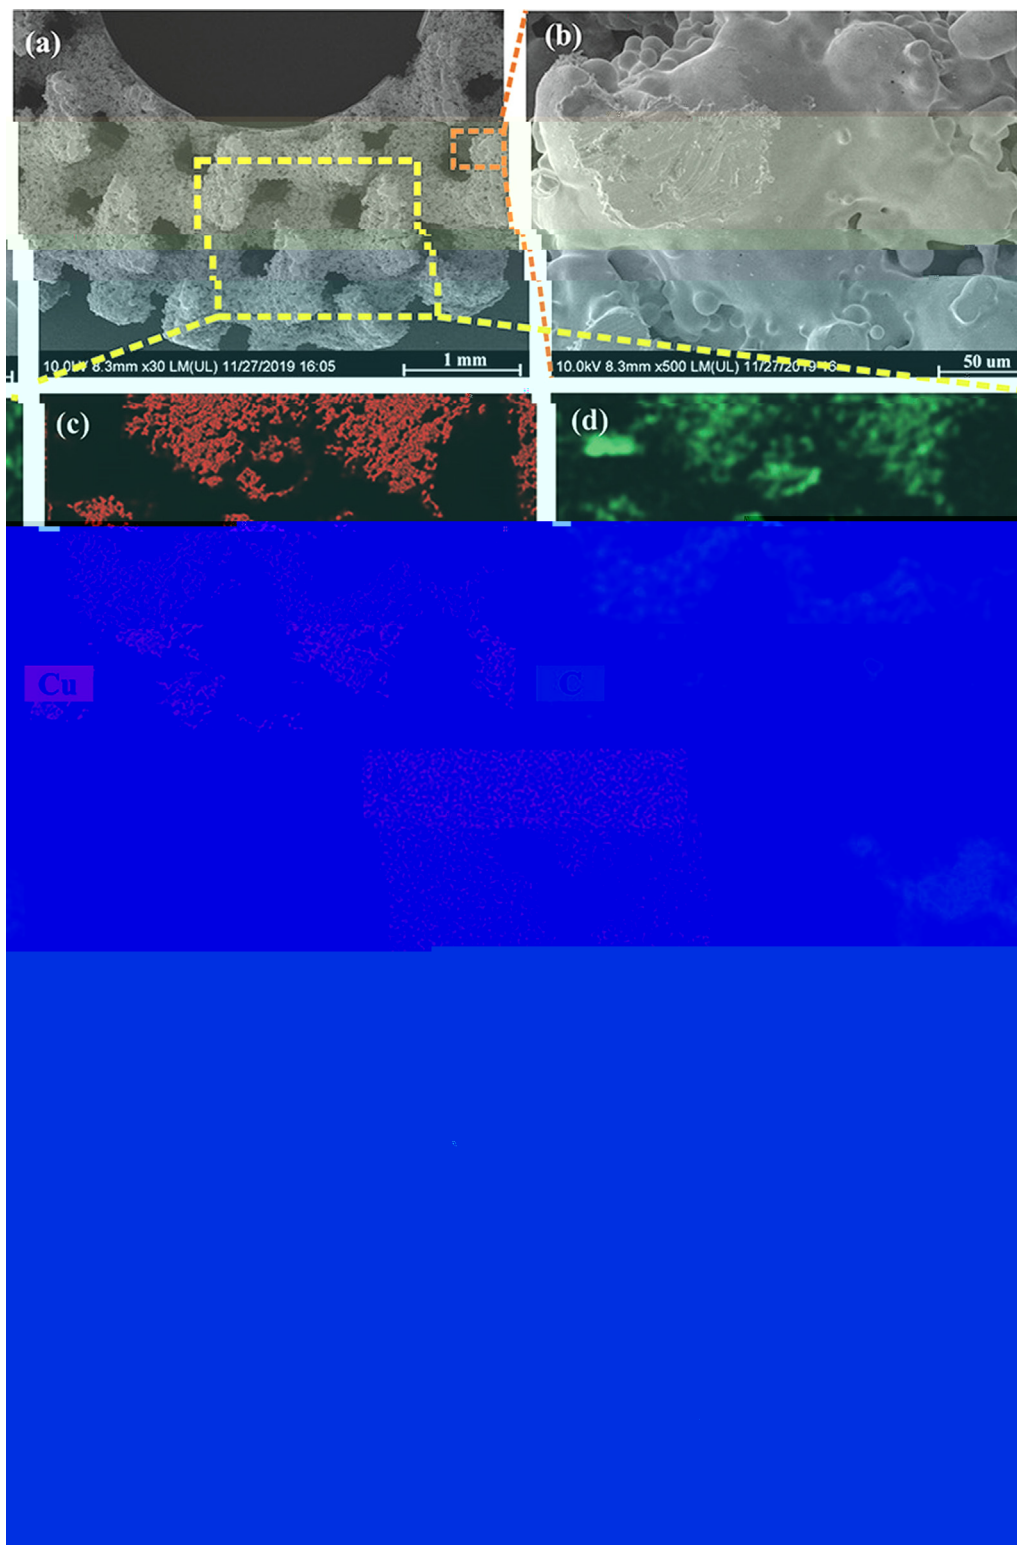 (a)
(b)
10.0kV 8.3mm x30 LM(UL) 11/27/2019 16:05
1 mm
10.0kV 8.3mm x500 LM(UL) 11/27/2019 16
50 um
(c)
(d)
Cu
C